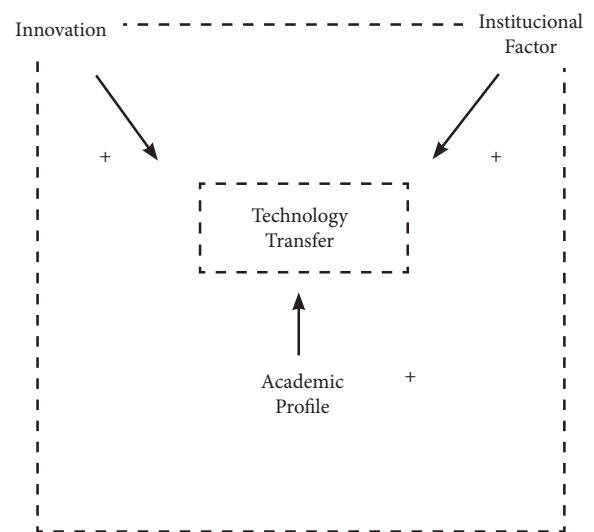 Innovation
Institucional
Factor
+
+
Technology
Transfer
Academic
Profile
+